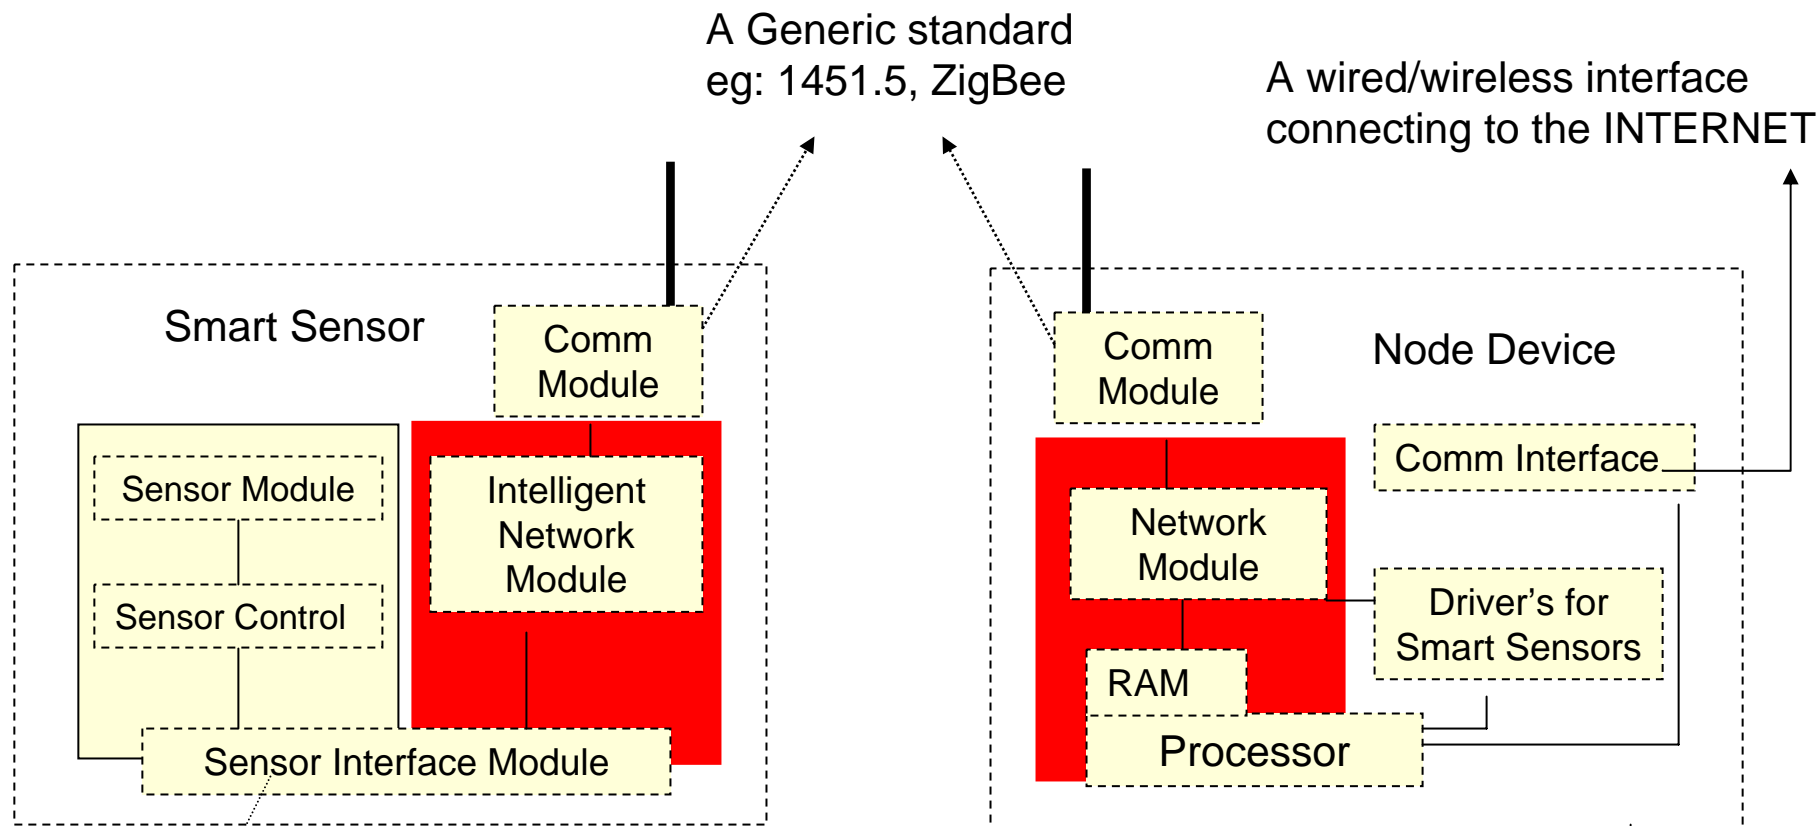 A Generic standard
eg: 1451.5, ZigBee
A wired/wireless interface
connecting to the INTERNET
Smart Sensor
Comm
Module
Sensor Module
Sensor Control
Intelligent
Network
Module
Sensor Interface Module
Comm
Module
Node Device
Comm Interface
Network
Module
Driver's for
Smart Sensors
RAM
Processor